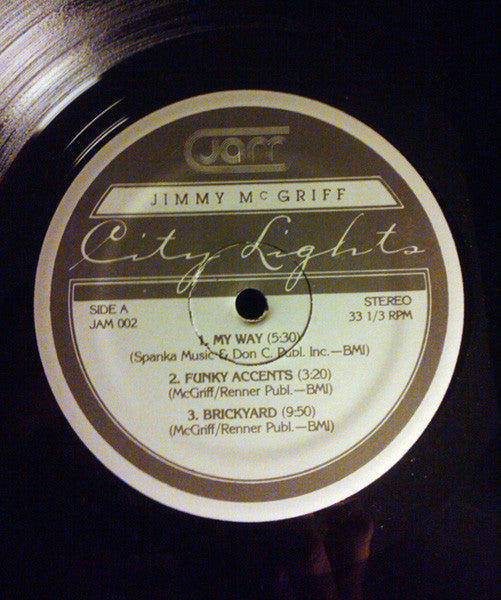 Jam
JIMMY McGRIFF
City Lights
SIDE A
JAM 002
STEREO
33 1/3 RPM
1. MY WAY (5:30)
(Spanka Music & Don C. Publ. Inc.—BMI)
2. FUNKY ACCENTS (3:20)
(McGriff/Renner Publ.—BMI)
3. BRICKYARD (9:50)
(McGriff/Renner Publ.—BMI)